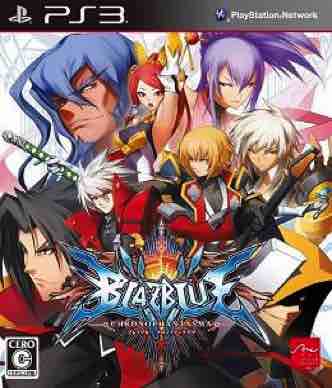 PS3
PlayStation Network
BLAZBLUE
CHRONOPHANTASMA
CERO
C